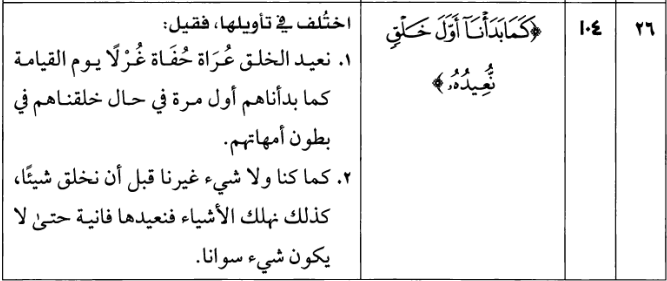 ٢٦
١٠٤
﴿كَمَا بَدَأْنَآ أَوَّلَ خَلْقٍ
نُّعِيدُهُۥ﴾
اختُلف في تأويلها، فقيل:
١. نعيد الخلق عُرَاة حُفَاة غُرْلًا يوم القيامة
كما بدأناهم أول مرة في حال خلقناهم في
بطون أمهاتهم.
٢. كما كنا ولا شيء غيرنا قبل أن نخلق شيئًا،
كذلك نهلك الأشياء فنعيدها فانية حتىٰ لا
يكون شيء سوانا.